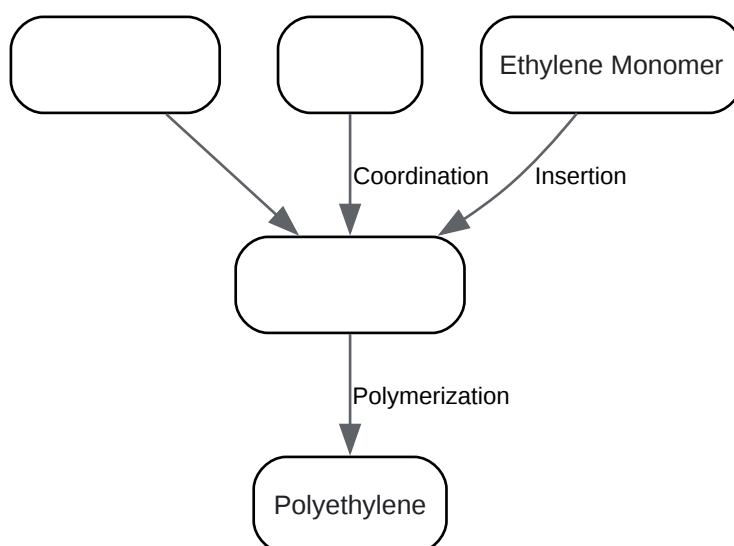 Ethylene Monomer
Coordination
Insertion
Polymerization
Polyethylene